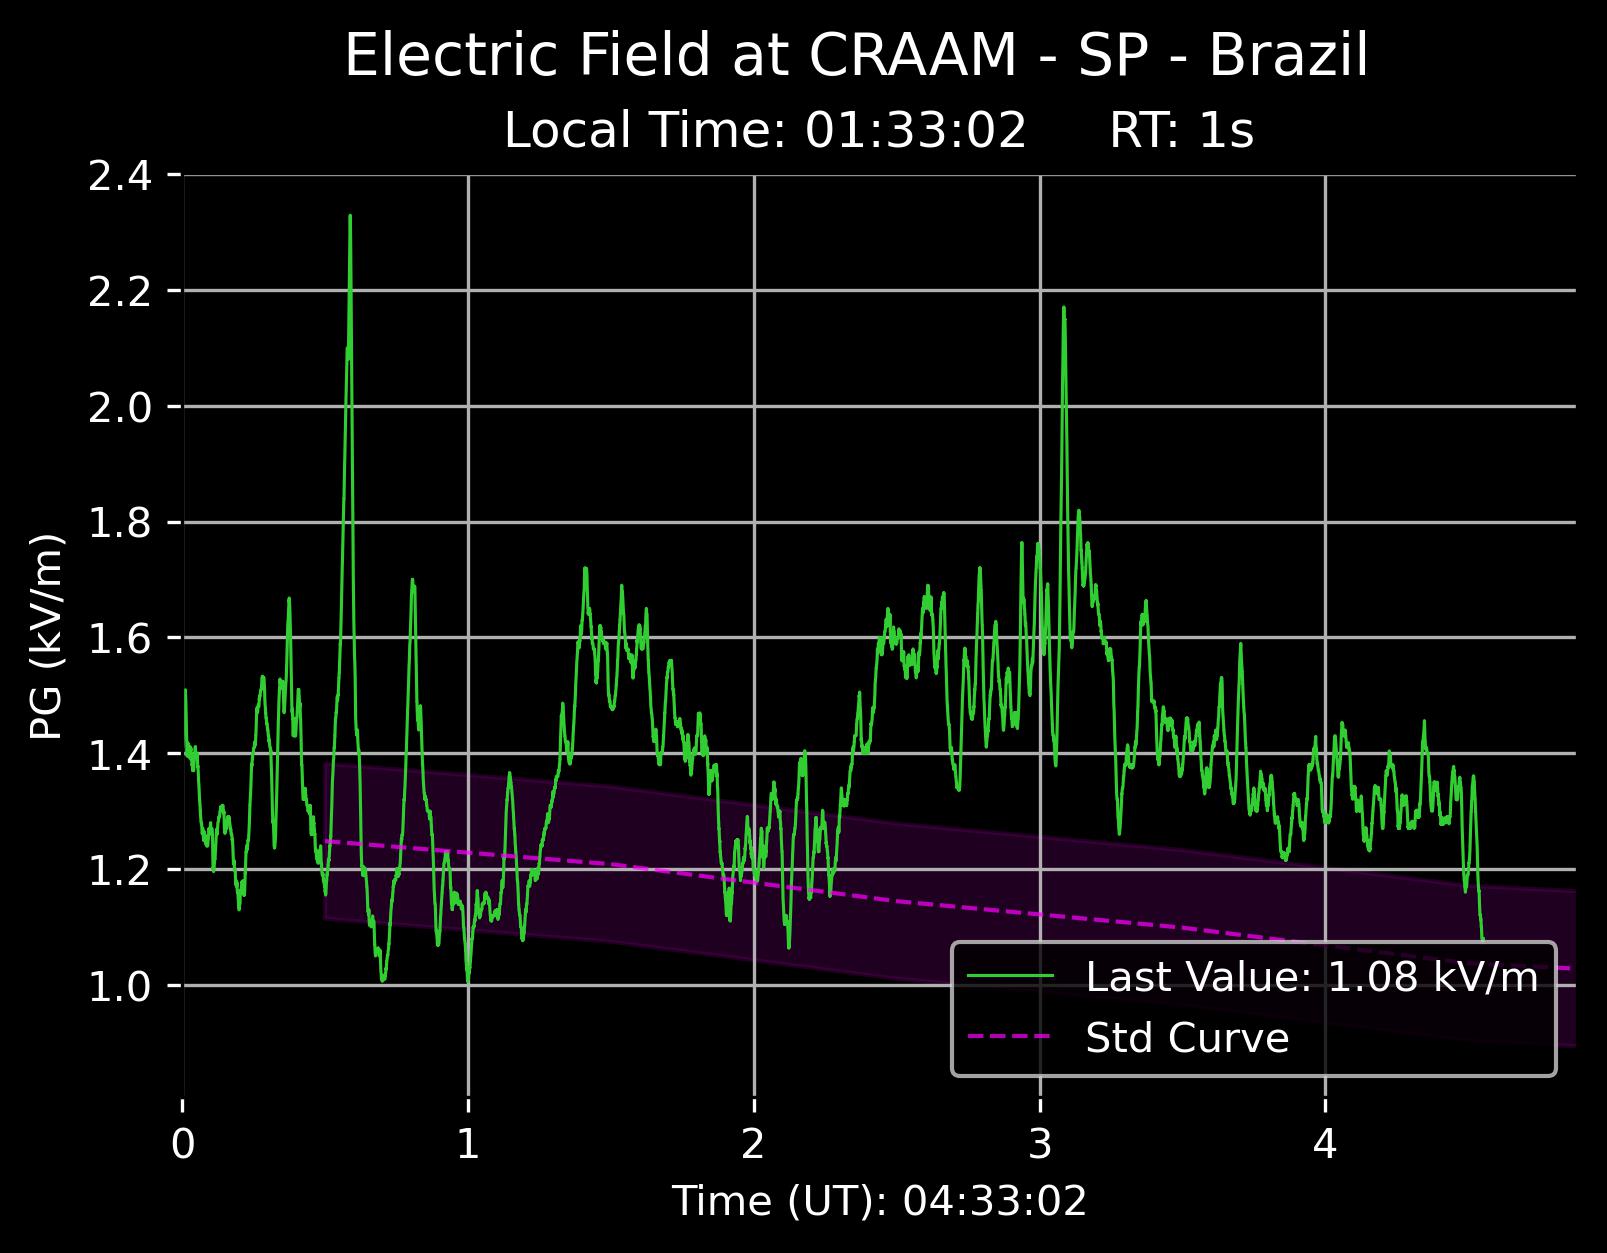 Electric Field at CRAAM - SP - Brazil
Local Time: 01:33:02 RT: 1s
2.4
2.2
2.0
1.8
1.6
1.4
1.2
1.0
PG (kV/m)
Last Value: 1.08 kV/m
Std Curve
0 1 2 3 4
Time (UT): 04:33:02